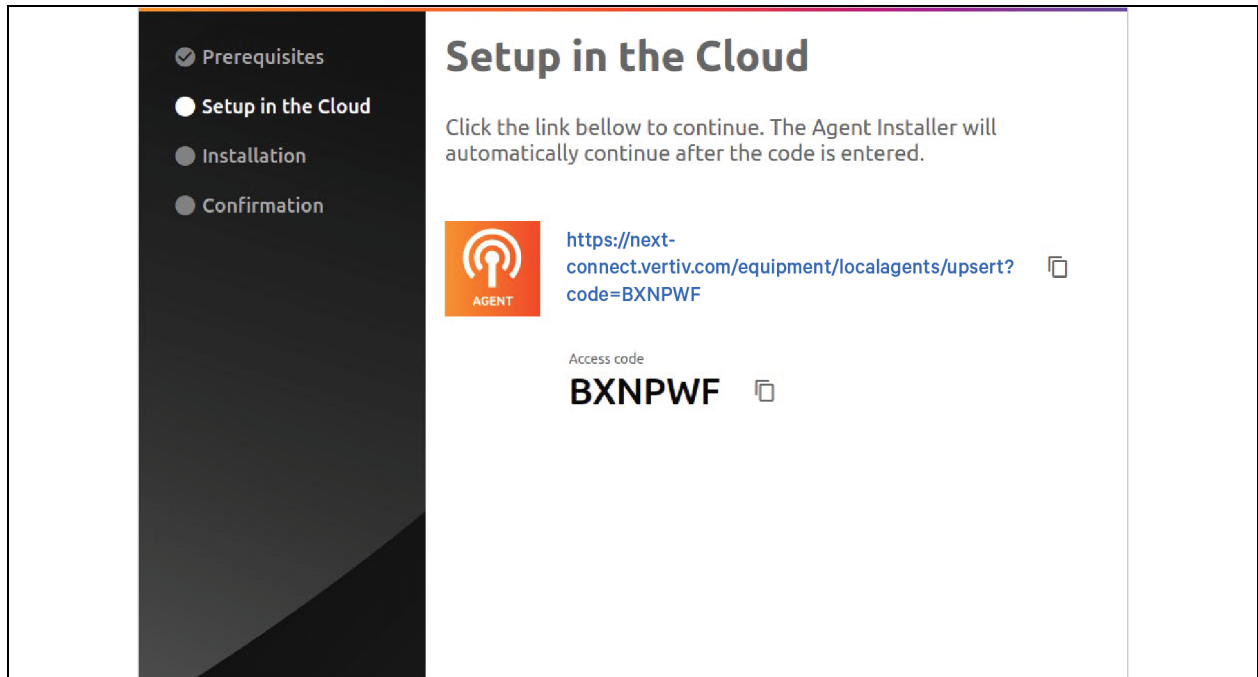 Prerequisites
Setup in the Cloud
Installation
Confirmation
Setup in the Cloud
Click the link bellow to continue. The Agent Installer will
automatically continue after the code is entered.
AGENT
https://next-
connect.vertiv.com/equipment/localagents/upsert?
code=BXNPWF
Access code
BXNPWF